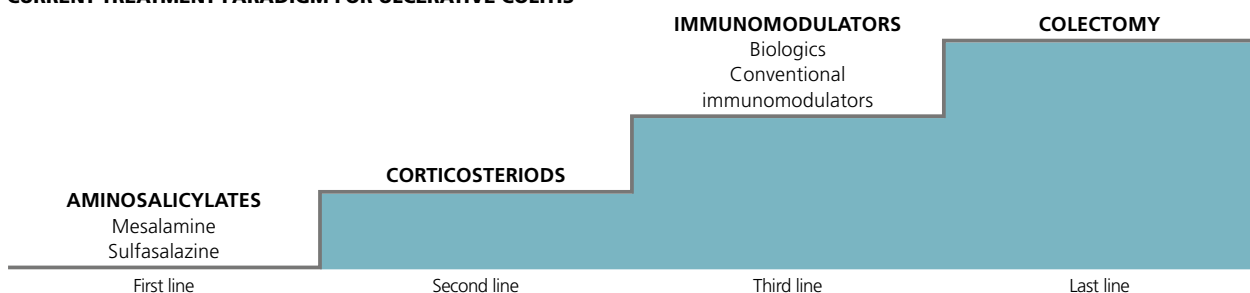 CURRENT TREATMENT PARADIGM FOR ULCERATIVE COLITIS
AMINOSALICYLATES
Mesalamine
Sulfasalazine
CORTICOSTERIODS
IMMUNOMODULATORS
Biologics
Conventional
immunomodulators
COLECTOMY
First line
Second line
Third line
Last line